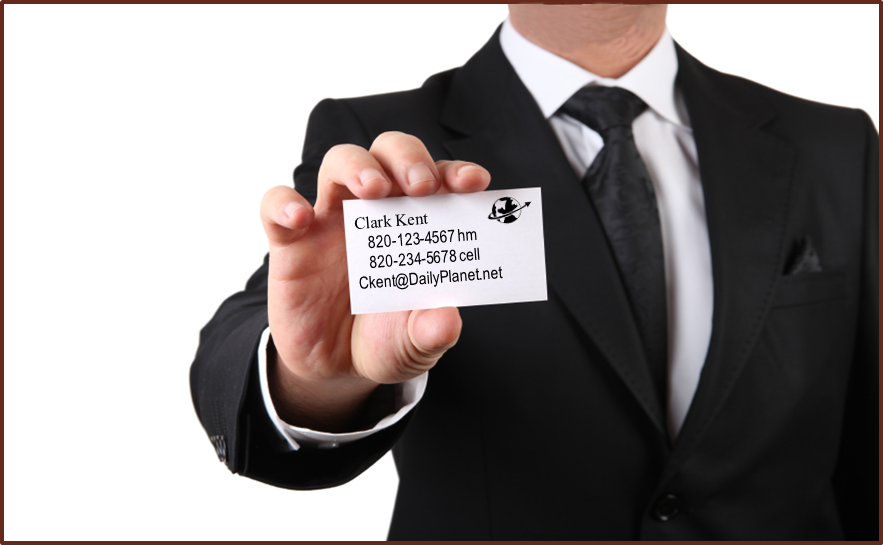 Clark Kent
820-123-4567 hm
820-234-5678 cell
Ckent@DailyPlanet.net